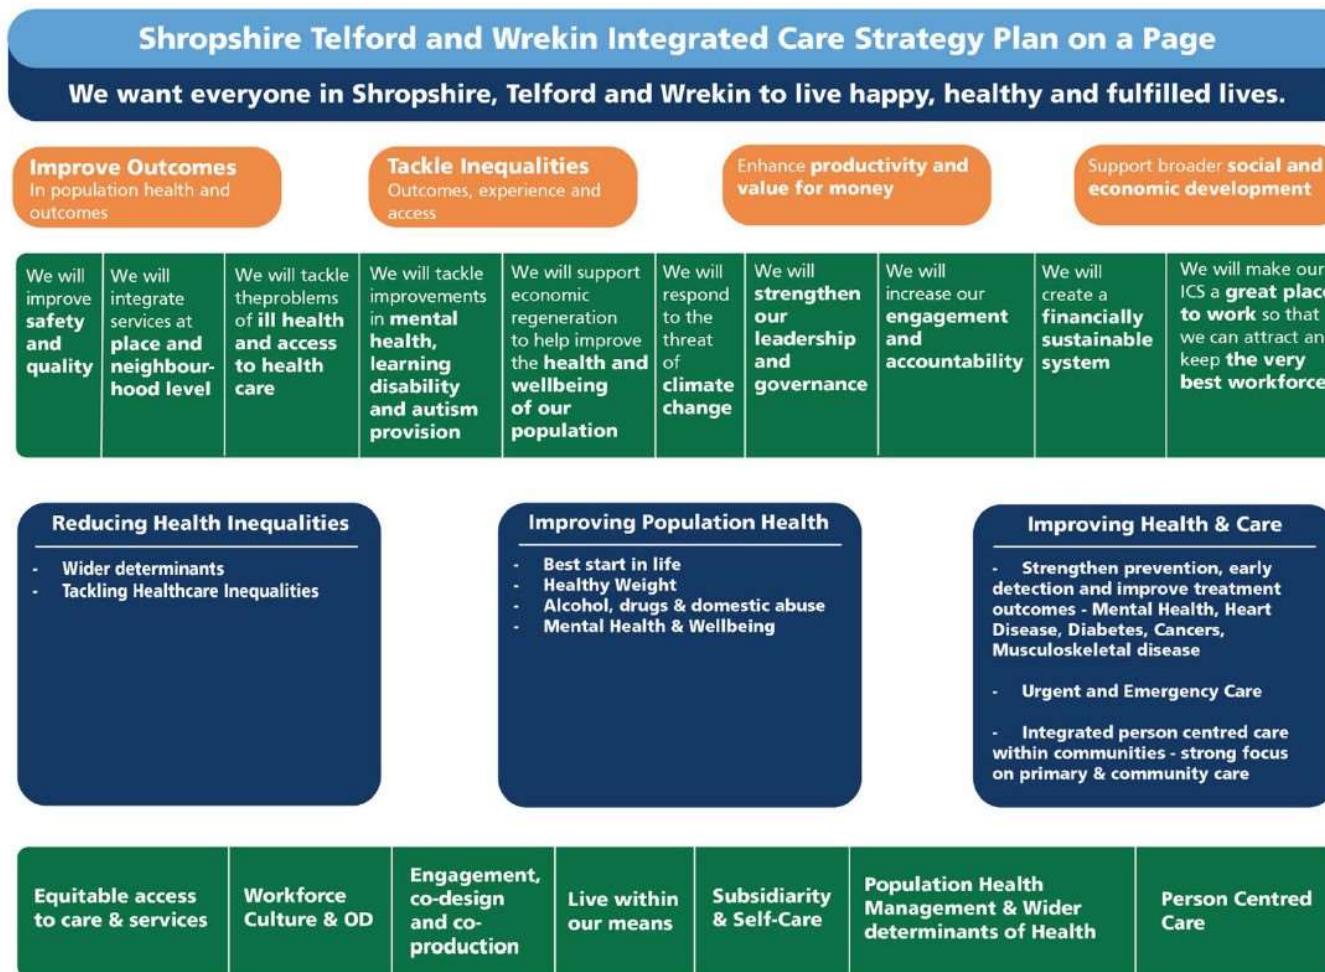 Shropshire Telford and Wrekin Integrated Care Strategy Plan on a Page
We want everyone in Shropshire, Telford and Wrekin to live happy, healthy and fulfilled lives.
Improve Outcomes
In population health and
outcomes
Tackle Inequalities
Outcomes, experience and
access
Enhance productivity and
value for money
Support broader social and
economic development
We will
improve
safety
and
quality
We will
integrate
services at
place and
neighbour-
hood level
We will tackle
theproblems
of ill health
and access
to health
care
We will tackle
improvements
in mental
health,
learning
disability
and autism
provision
We will support
economic
regeneration
to help improve
the health and
wellbeing
of our
population
We will
respond
to the
threat
of
climate
change
We will
strengthen
our
leadership
and
governance
We will
increase our
engagement
and
accountability
We will
create a
financially
sustainable
system
We will make our
ICS a great place
to work so that
we can attract an
keep the very
best workforce
Reducing Health Inequalities
- Wider determinants
- Tackling Healthcare Inequalities
Improving Population Health
- Best start in life
- Healthy Weight
- Alcohol, drugs & domestic abuse
- Mental Health & Wellbeing
Improving Health & Care
- Strengthen prevention, early
detection and improve treatment
outcomes - Mental Health, Heart
Disease, Diabetes, Cancers,
Musculoskeletal disease
- Urgent and Emergency Care
- Integrated person centred care
within communities - strong focus
on primary & community care
Equitable access
to care & services
Workforce
Culture & OD
Engagement,
co-design
and co-
production
Live within
our means
Subsidiarity
& Self-Care
Population Health
Management & Wider
determinants of Health
Person Centred
Care